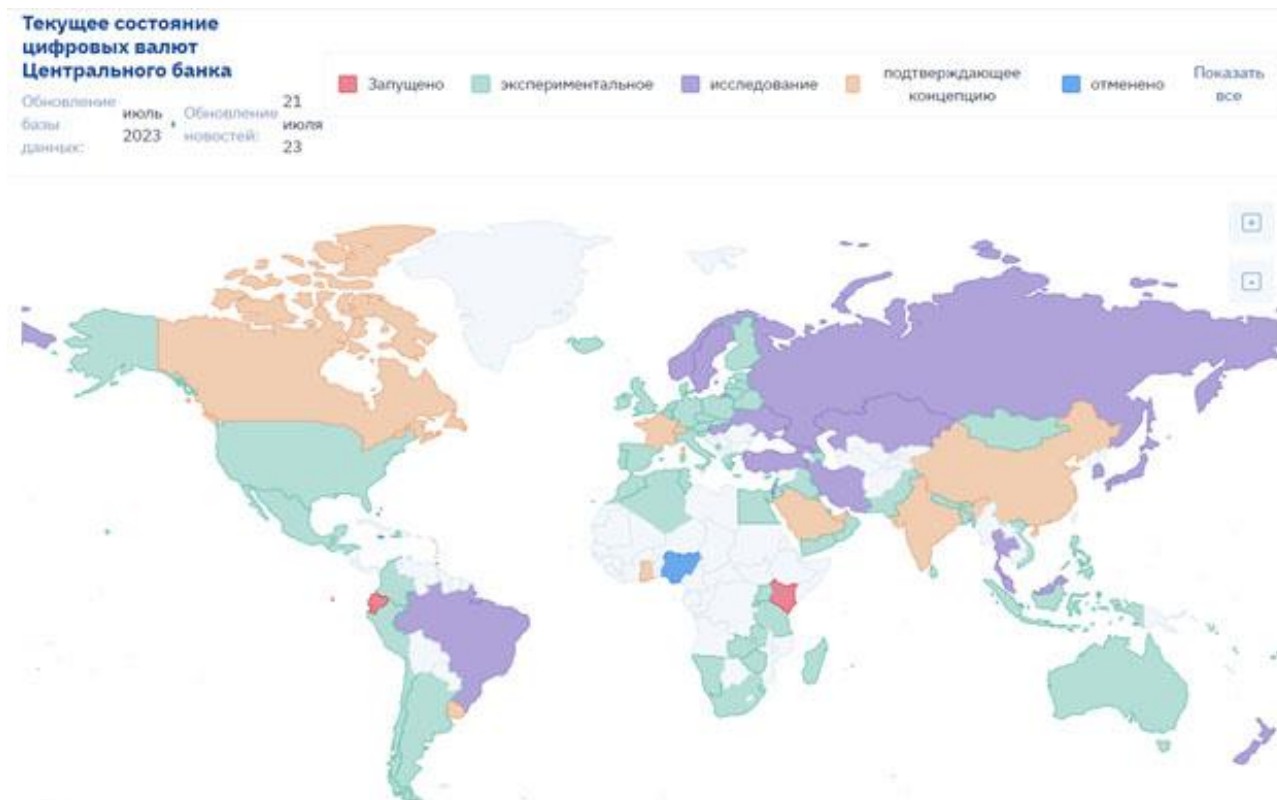 Текущее состояние
цифровых валют
Центрального банка
Обновление
базы
данных:
июль
2023
Обновление
новостей:
21
июля
23
Запущено
экспериментальное
исследование
подтверждающее
концепцию
отменено
Показать
все
+
-